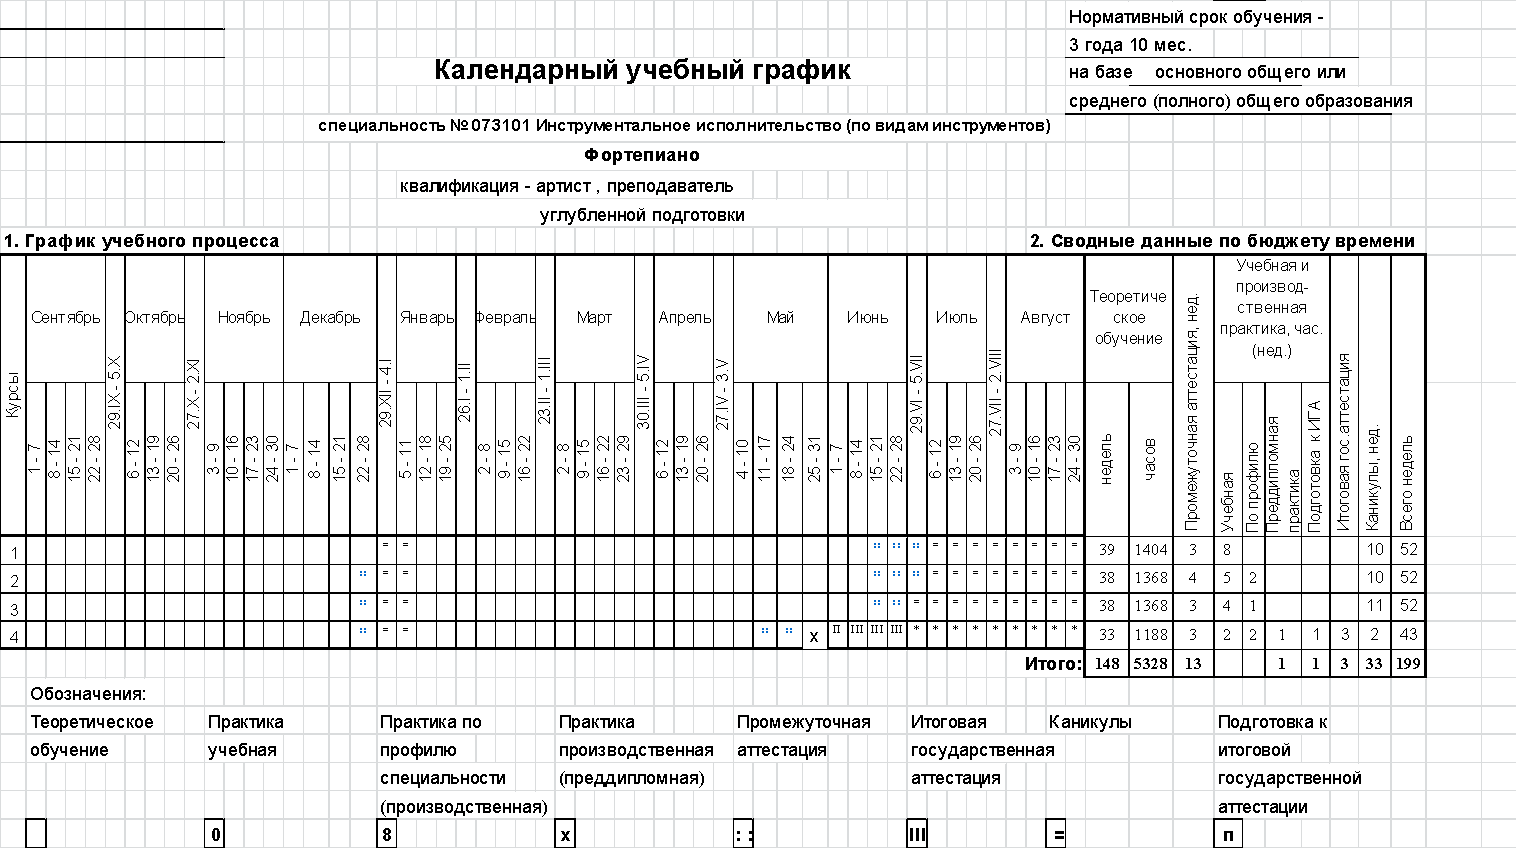 Нормативный срок обучения -
3 года 10 мес.
на базе основного общего или
среднего (полного) общего образования
Календарный учебный график
специальность №073101 Инструментальное исполнительство (по видам инструментов)
Фортепиано
квалификация - артист , преподаватель
углубленной подготовки
1. График учебного процесса
2. Сводные данные по бюджету времени
Курсы
Сентябрь
29.IX - 5.X
Октябрь
27.X - 2.XI
Ноябрь
Декабрь
29.XII - 4.I
Январь
26.I - 1.II
Февраль
23.II - 1.III
Март
30.III - 5.IV
Апрель
27.IV - 3.V
Май
Июнь
29.VI - 5.VII
Июль
27.VII - 2.VIII
Август
Теоретиче
ское
обучение
Промежуточная аттестация, нед.
Учебная и
производ-
ственная
практика, час.
(нед.)
Итоговая гос аттестация
Каникулы, нед.
Всего недель
1 - 7
8 - 14
15 - 21
22 - 28
6 - 12
13 - 19
20 - 26
3 - 9
10 - 16
17 - 23
24 - 30
1 - 7
8 - 14
15 - 21
22 - 28
5 - 11
12 - 18
19 - 25
2 - 8
9 - 15
16 - 22
2 - 8
9 - 15
16 - 22
23 - 29
6 - 12
13 - 19
20 - 26
4 - 10
11 - 17
18 - 24
25 - 31
1 - 7
8 - 14
15 - 21
22 - 28
6 - 12
13 - 19
20 - 26
3 - 9
10 - 16
17 - 23
24 - 30
недель
часов
Учебная
По профилю
Преддипломная
практика
Подготовка к ИГА
1 = = :: :: :: = = = = = = = = 39 1404 3 8 10 52
2 :: = = :: :: :: = = = = = = = = 38 1368 4 5 2 10 52
3 :: = = :: :: = = = = = = = = = 38 1368 3 4 1 11 52
4 :: = = :: :: x П III III III * * * * * * * * * 33 1188 3 2 2 1 1 3 2 43
Итого: 148 5328 13 1 1 3 33 199
Обозначения:
Теоретическое
обучение
Практика
учебная
Практика по
профилю
специальности
(производственная)
Практика
производственная
(преддипломная)
Промежуточная
аттестация
Итоговая
государственная
аттестация
Каникулы
Подготовка к
итоговой
государственной
аттестации
0 8 x :: III = п